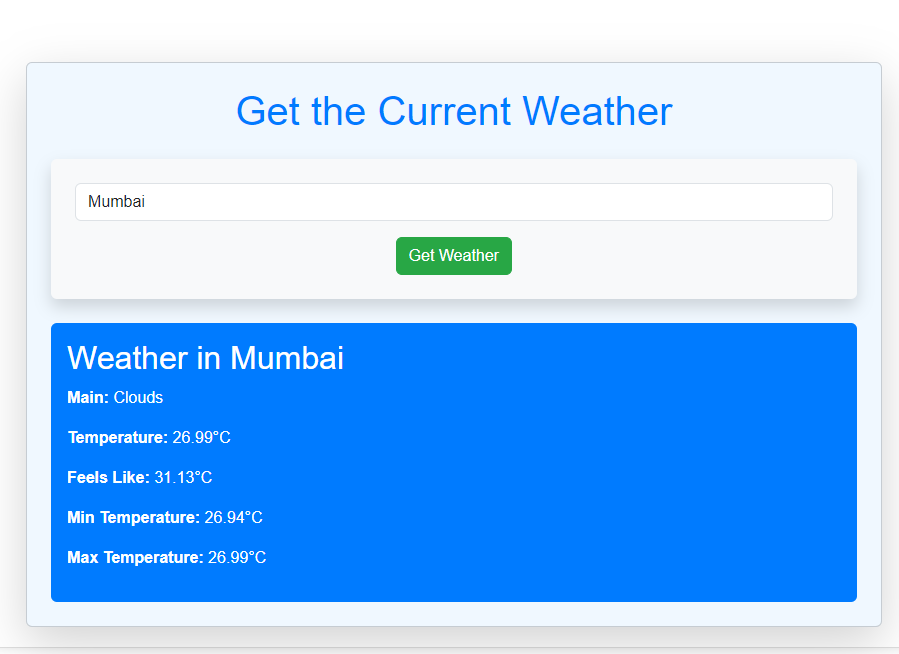 Get the Current Weather
Mumbai
Get Weather
Weather in Mumbai
Main: Clouds
Temperature: 26.99°C
Feels Like: 31.13°C
Min Temperature: 26.94°C
Max Temperature: 26.99°C